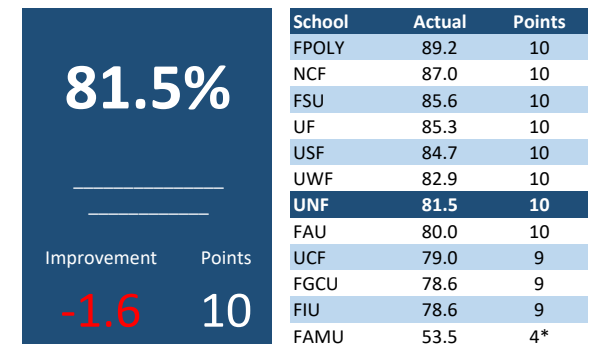 81.5%
Improvement Points
-1.6 10
School Actual Points
FPOLY 89.2 10
NCF 87.0 10
FSU 85.6 10
UF 85.3 10
USF 84.7 10
UWF 82.9 10
UNF 81.5 10
FAU 80.0 10
UCF 79.0 9
FGCU 78.6 9
FIU 78.6 9
FAMU 53.5 4*